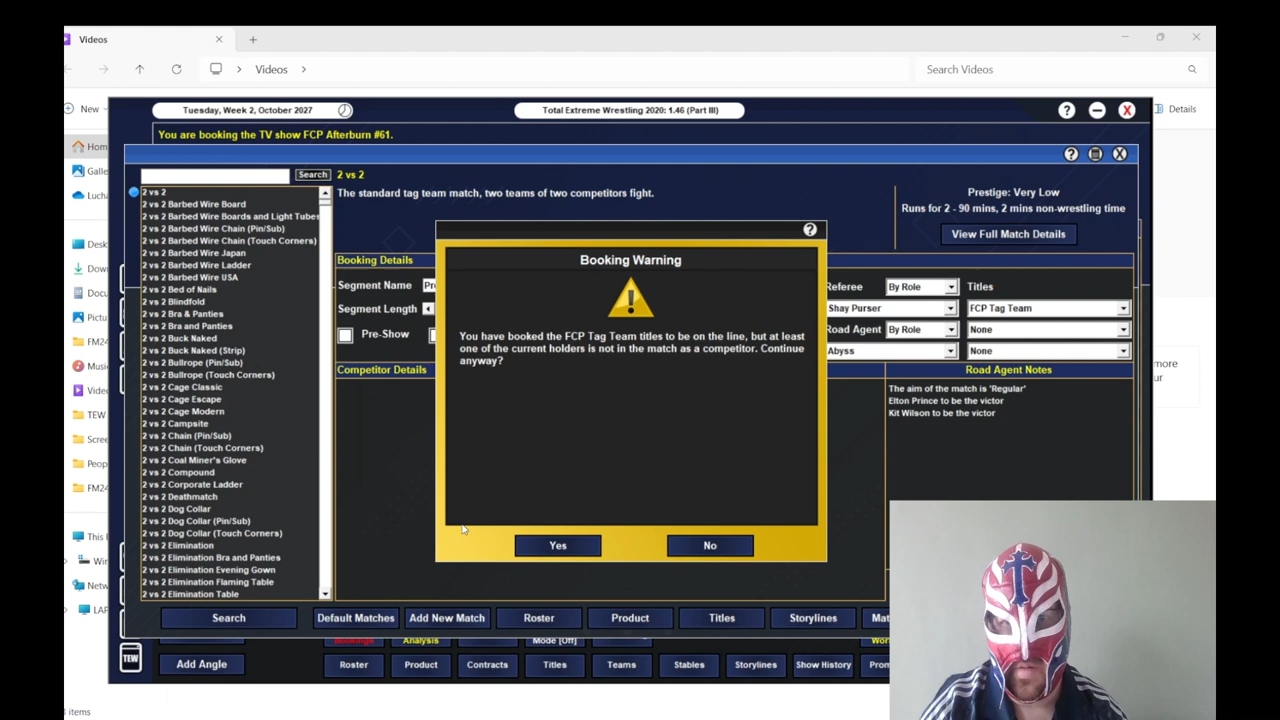 Videos
Videos
Search Videos
New
Details
Tuesday, Week 2, October 2027
Total Extreme Wrestling 2020: 1.46 (Part III)
You are booking the TV show FCP Afterburn #61.
Home
Search
2 vs 2
The standard tag team match, two teams of two competitors fight.
Prestige: Very Low
Runs for 2 - 90 mins, 2 mins non-wrestling time
View Full Match Details
2 vs 2
2 vs 2 Barbed Wire Board
2 vs 2 Barbed Wire Boards and Light Tubes
2 vs 2 Barbed Wire Chain (Pin/Sub)
2 vs 2 Barbed Wire Chain (Touch Corners)
2 vs 2 Barbed Wire Japan
2 vs 2 Barbed Wire Ladder
2 vs 2 Barbed Wire USA
2 vs 2 Bed of Nails
2 vs 2 Blindfold
2 vs 2 Bra & Panties
2 vs 2 Bra and Panties
2 vs 2 Buck Naked
2 vs 2 Buck Naked (Strip)
2 vs 2 Bullrope (Pin/Sub)
2 vs 2 Bullrope (Touch Corners)
2 vs 2 Cage Classic
2 vs 2 Cage Escape
2 vs 2 Cage Modern
2 vs 2 Campsite
2 vs 2 Chain (Pin/Sub)
2 vs 2 Chain (Touch Corners)
2 vs 2 Coal Miner's Glove
2 vs 2 Compound
2 vs 2 Corporate Ladder
2 vs 2 Deathmatch
2 vs 2 Dog Collar
2 vs 2 Dog Collar (Pin/Sub)
2 vs 2 Dog Collar (Touch Corners)
2 vs 2 Elimination
2 vs 2 Elimination Bra and Panties
2 vs 2 Elimination Evening Gown
2 vs 2 Elimination Flaming Table
2 vs 2 Elimination Table
Booking Details
Segment Name
Segment Length
Pre-Show
Competitor Details
Booking Warning
You have booked the FCP Tag Team titles to be on the line, but at least
one of the current holders is not in the match as a competitor. Continue
anyway?
Yes
No
Referee
By Role
Titles
Shay Purser
FCP Tag Team
Road Agent
By Role
None
Abyss
None
Road Agent Notes
The aim of the match is 'Regular'
Elton Prince to be the victor
Kit Wilson to be the victor
more
Search
Default Matches
Add New Match
Roster
Product
Titles
Storylines
Bookings
Analysis
Mode [Off]
TEW
Add Angle
Roster
Product
Contracts
Titles
Teams
Stables
Storylines
Show History
TEW
FM24
FM24
items